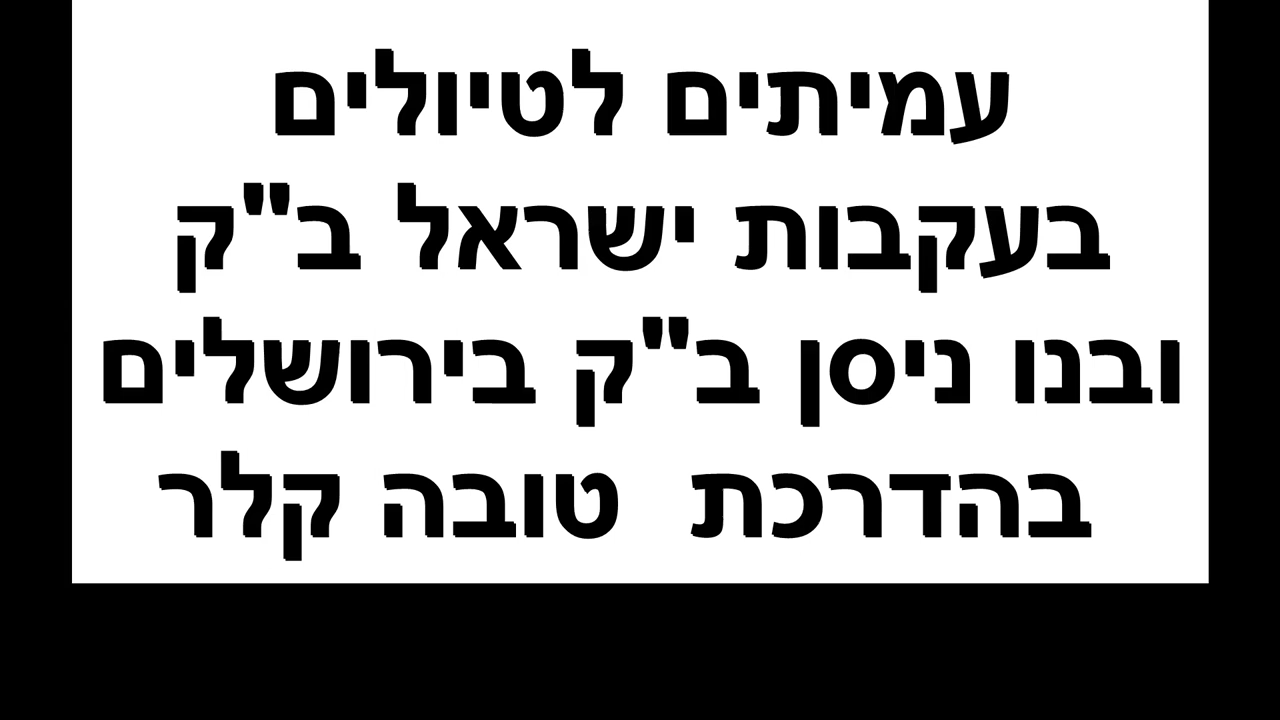 עמיתים לטיולים
בעקבות ישראל ב"ק
ובנו ניסן ב"ק בירושלים
בהדרכת  טובה קלר